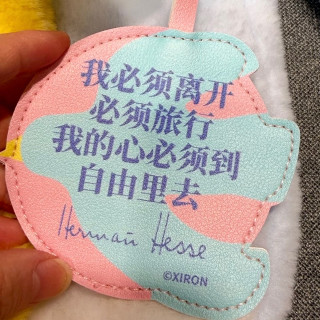 我必须离开
必须旅行
我的心必须到
自由里去
Hermann Hesse
©XIRON